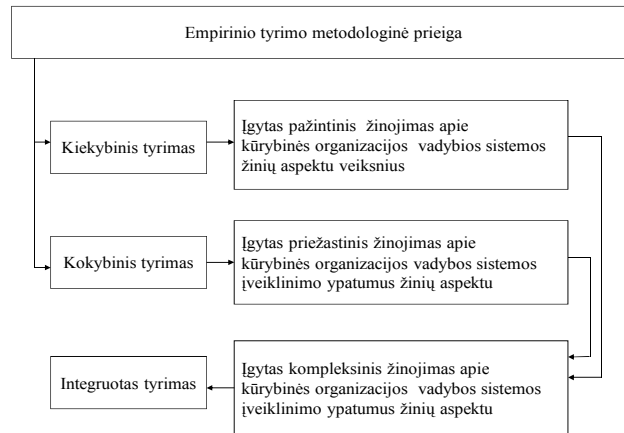 Empirinio tyrimo metodologinė prieiga
Kiekybinis tyrimas
Įgytas pažintinis žinojimas apie
kūrybinės organizacijos vadybios sistemos
žinių aspektu veiksnius
Kokybinis tyrimas
Įgytas priežastinis žinojimas apie
kūrybinės organizacijos vadybos sistemos
įveiklinimo ypatumus žinių aspektu
Integruotas tyrimas
Įgytas kompleksinis žinojimas apie
kūrybinės organizacijos vadybos sistemos
įveiklinimo ypatumus žinių aspektu